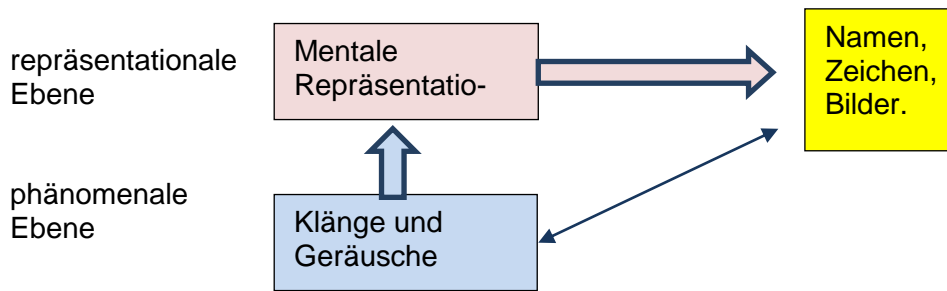 repräsentationale
Ebene
Mentale
Repräsentatio-
Namen,
Zeichen,
Bilder.
phänomenale
Ebene
Klänge und
Geräusche